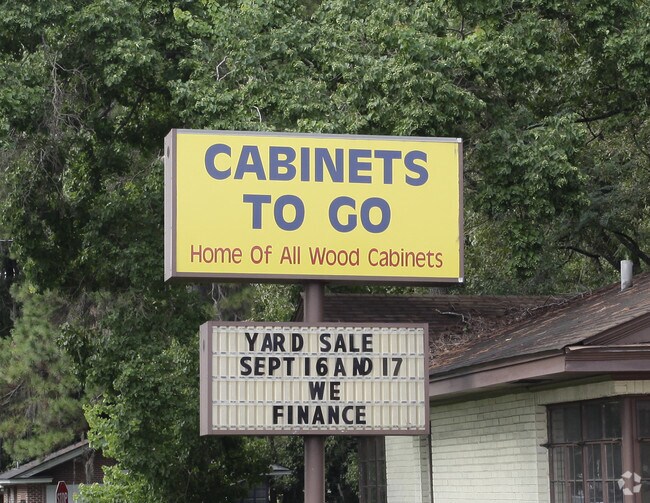 CABINETS
TO GO
Home Of All Wood Cabinets
YARD SALE
SEPT 16 AND 17
WE
FINANCE